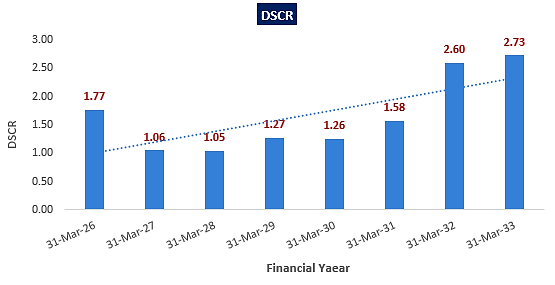 DSCR
3.00
2.50
2.00
1.50
1.00
0.50
0.00
DSCR
1.77
1.06
1.05
1.27
1.26
1.58
2.60
2.73
31-Mar-26
31-Mar-27
31-Mar-28
31-Mar-29
31-Mar-30
31-Mar-31
31-Mar-32
31-Mar-33
Financial Yaear